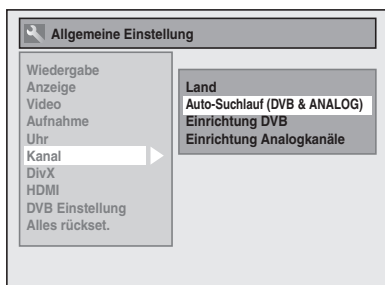 Allgemeine Einstellung
Wiedergabe
Anzeige
Video
Aufnahme
Uhr
Kanal
DivX
HDMI
DVB Einstellung
Alles rückset.
Land
Auto-Suchlauf (DVB & ANALOG)
Einrichtung DVB
Einrichtung Analogkanäle